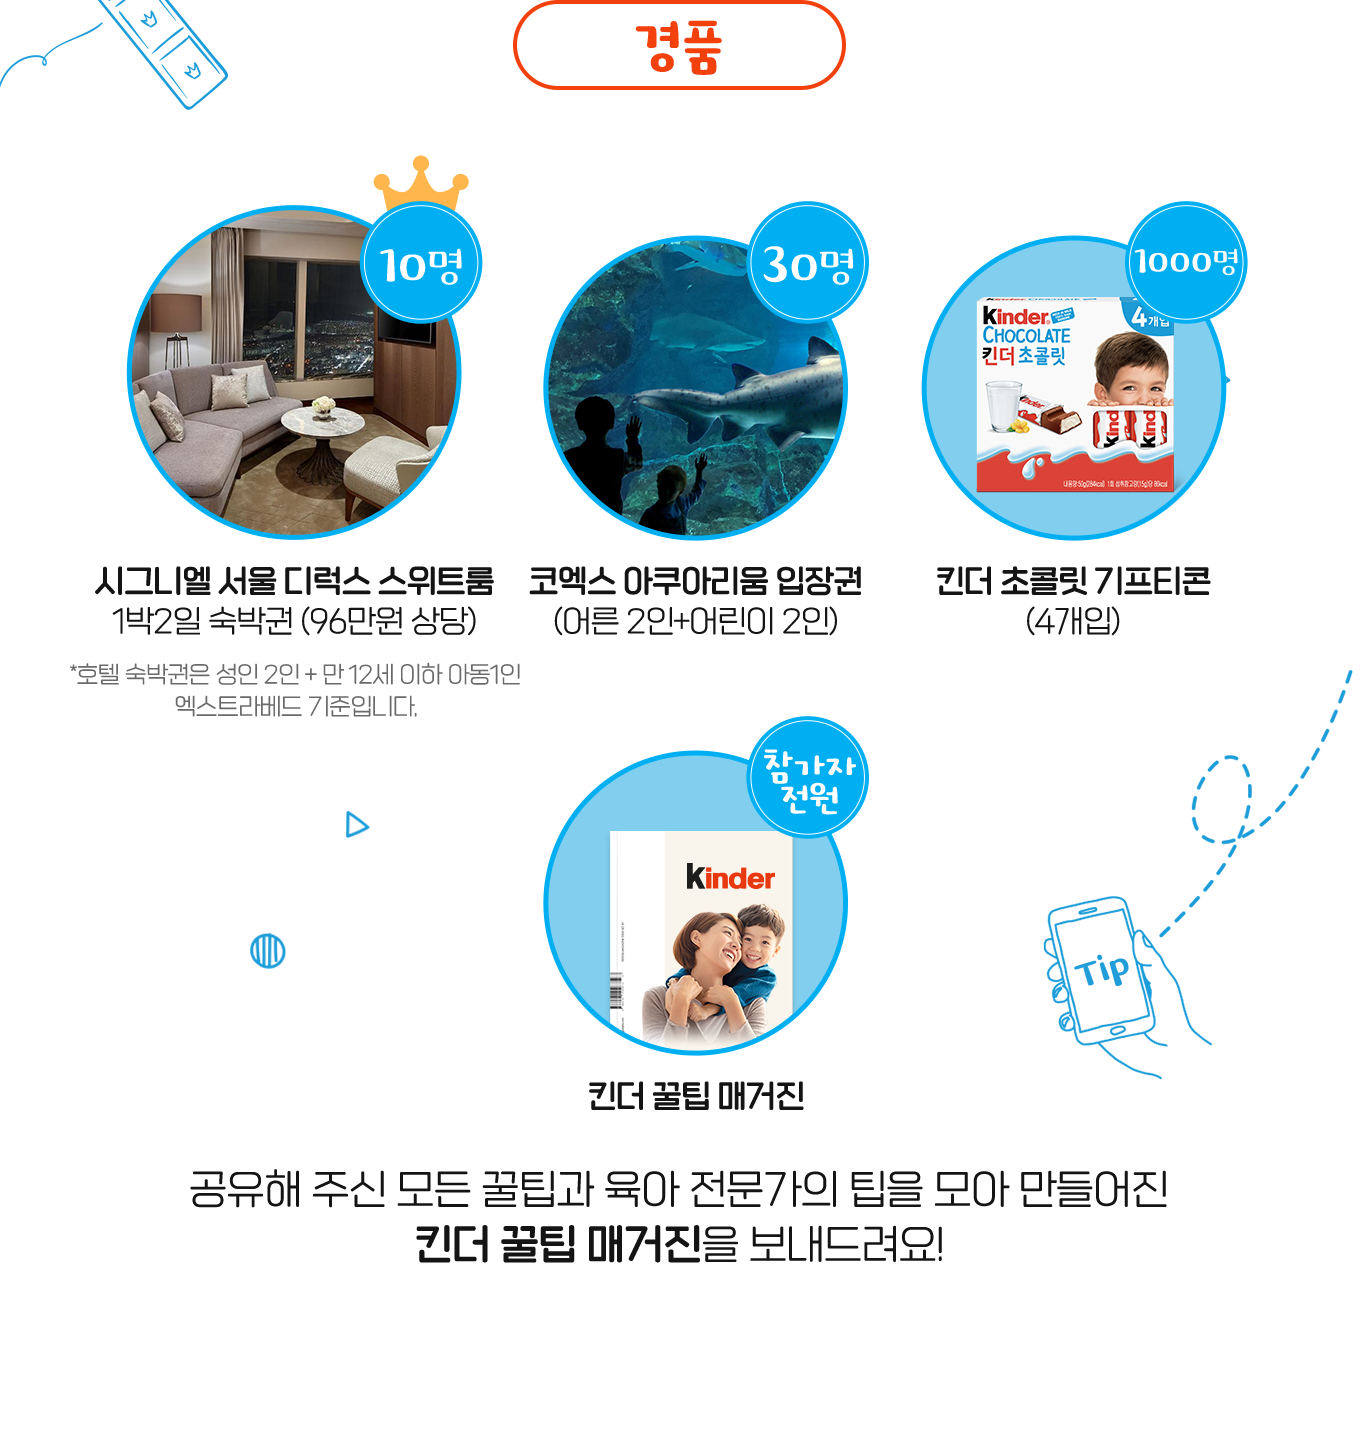 경품
10명
30명
1000명
Kinder CHOCOLATE
Kinder
CHOCOLATE
킨더 초콜릿
4개입
Kinder
Kind
Kind
시그니엘 서울 디럭스 스위트룸
1박2일 숙박권 (96만원 상당)
*호텔 숙박권은 성인 2인 + 만 12세 이하 아동1인
엑스트라베드 기준입니다.
코엑스 아쿠아리움 입장권
(어른 2인+어린이 2인)
킨더 초콜릿 기프티콘
(4개입)
참가자
전원
Kinder
Tip
킨더 꿀팁 매거진
공유해 주신 모든 꿀팁과 육아 전문가의 팁을 모아 만들어진
킨더 꿀팁 매거진을 보내드려요!